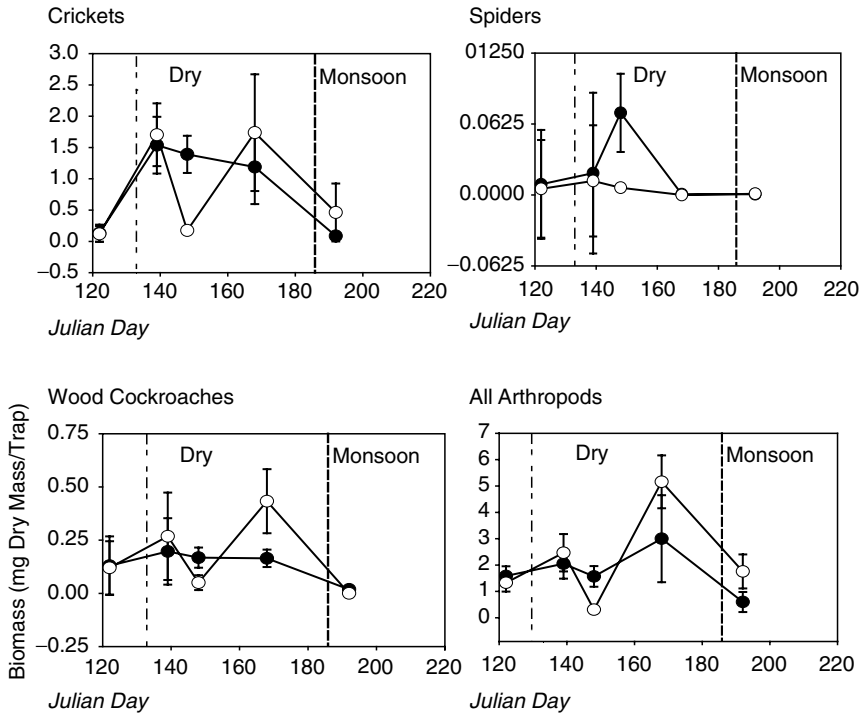 Crickets
3.0
2.5
2.0
1.5
1.0
0.5
0.0
−0.5
Dry
Monsoon
120 140 160 180 200 220
Julian Day
Spiders
01250
0.0625
0.0000
−0.0625
Dry
Monsoon
120 140 160 180 200 220
Julian Day
Biomass (mg Dry Mass/Trap)
Wood Cockroaches
0.75
0.50
0.25
0.00
−0.25
Dry
Monsoon
120 140 160 180 200 220
Julian Day
All Arthropods
7
6
5
4
3
2
1
0
Dry
Monsoon
120 140 160 180 200 220
Julian Day